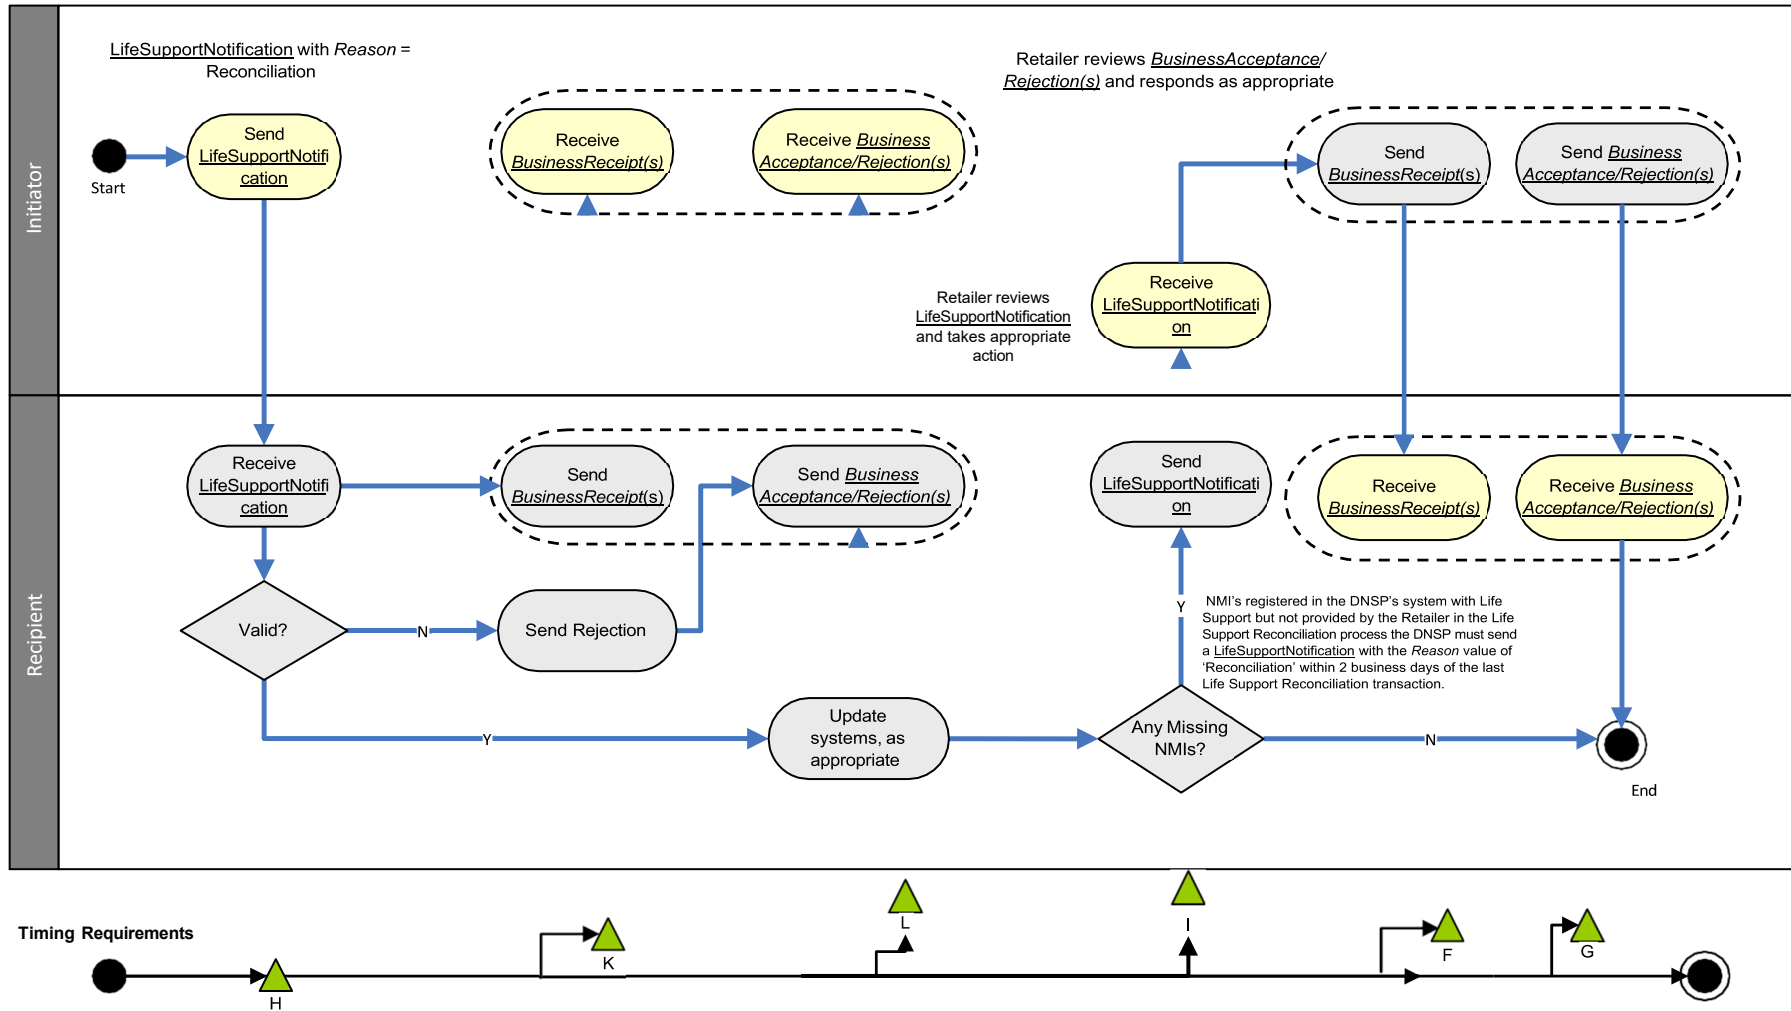 Initiator
LifeSupportNotification with Reason =
Reconciliation
Start
Send
LifeSupportNotifi
cation
Receive
BusinessReceipt(s)
Receive Business
Acceptance/Rejection(s)
Retailer reviews BusinessAcceptance/
Rejection(s) and responds as appropriate
Send
BusinessReceipt(s)
Send Business
Acceptance/Rejection(s)
Retailer reviews
LifeSupportNotification
and takes appropriate
action
Receive
LifeSupportNotificati
on
Recipient
Receive
LifeSupportNotifi
cation
Send
BusinessReceipt(s)
Send Business
Acceptance/Rejection(s)
Send
LifeSupportNotificati
on
Receive
BusinessReceipt(s)
Receive Business
Acceptance/Rejection(s)
Valid?
N
Send Rejection
Y
NMI's registered in the DNSP's system with Life
Support but not provided by the Retailer in the Life
Support Reconciliation process the DNSP must send
a LifeSupportNotification with the Reason value of
‘Reconciliation’ within 2 business days of the last
Life Support Reconciliation transaction.
Y
Update
systems, as
appropriate
Any Missing
NMIs?
N
End
Timing Requirements
H
K
L
I
F
G